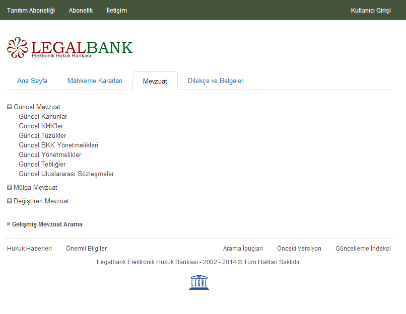 Tanıtım Aboneliği Abonelik İletişim Kullanıcı Girişi
LEGALBANK
Elektronik Hukuk Bankası
Ana Sayfa Mahkeme Kararları Mevzuat Dilekçe ve Belgeler
Güncel Mevzuat
Güncel Kanunlar
Güncel KHK'ler
Güncel Tüzükler
Güncel BKK Yönetmelikleri
Güncel Yönetmelikler
Güncel Tebliğler
Güncel Uluslararası Sözleşmeler
Mülga Mevzuat
Değiştiren Mevzuat
Gelişmiş Mevzuat Arama
Hukuk Haberleri Önemli Bilgiler Arama İpuçları Önceki Versiyon Güncelleme İndeksi
Legalbank Elektronik Hukuk Bankası - 2002 - 2014 © Tüm Hakları Saklıdır
LEGAL